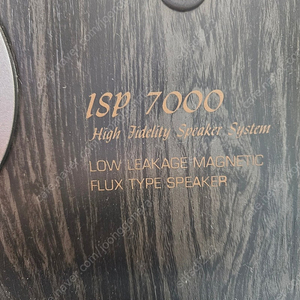 ISP 7000
High Fidelity Speaker System
LOW LEAKAGE MAGNETIC
FLUX TYPE SPEAKER